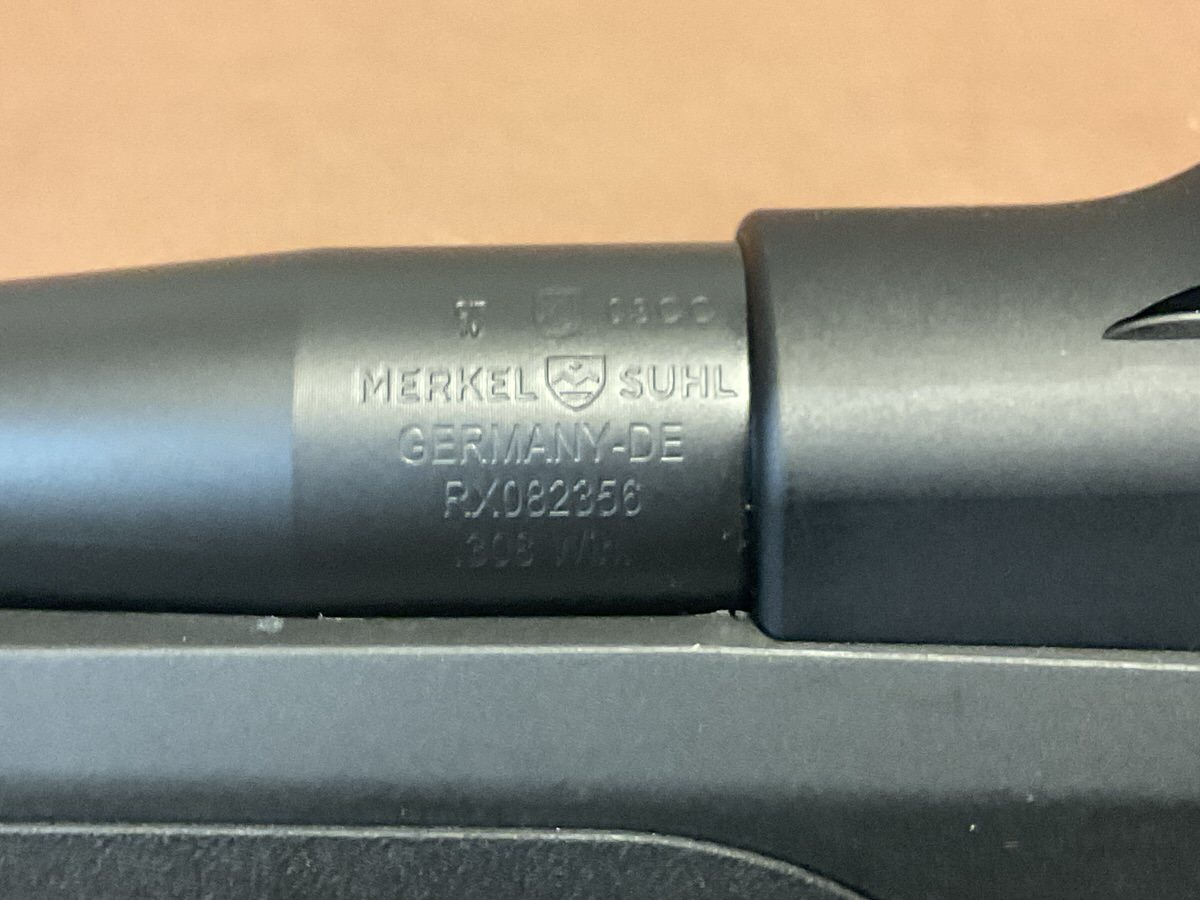 MERKEL SUHL
GERMANY-DE
RX082356
.308 Win.